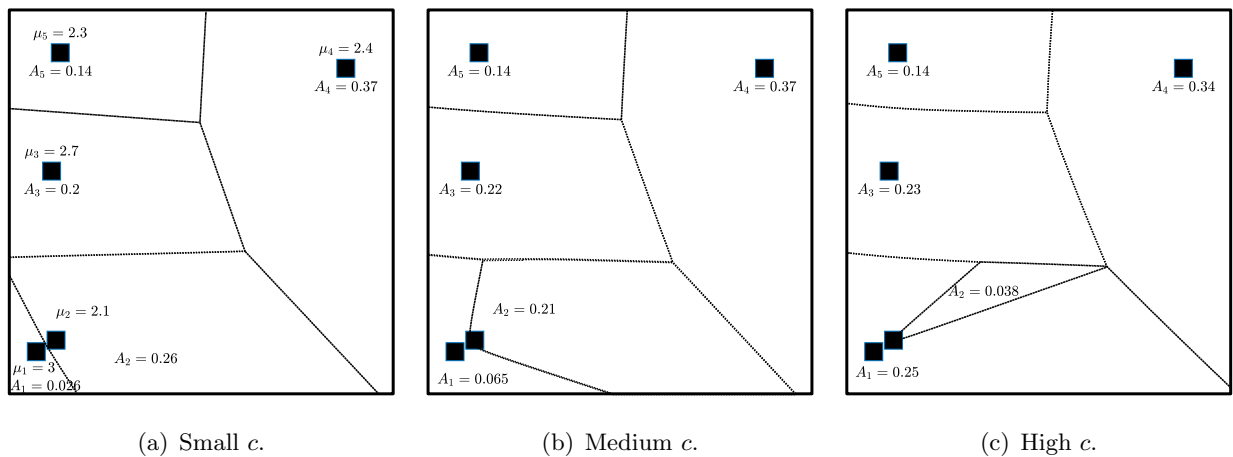 μ₅ = 2.3
A₅ = 0.14
μ₄ = 2.4
A₄ = 0.37
μ₃ = 2.7
A₃ = 0.2
μ₂ = 2.1
A₂ = 0.26
μ₁ = 3
A₁ = 0.026
(a) Small c.
A₅ = 0.14
A₄ = 0.37
A₃ = 0.22
A₂ = 0.21
A₁ = 0.065
(b) Medium c.
A₅ = 0.14
A₄ = 0.34
A₃ = 0.23
A₂ = 0.038
A₁ = 0.25
(c) High c.